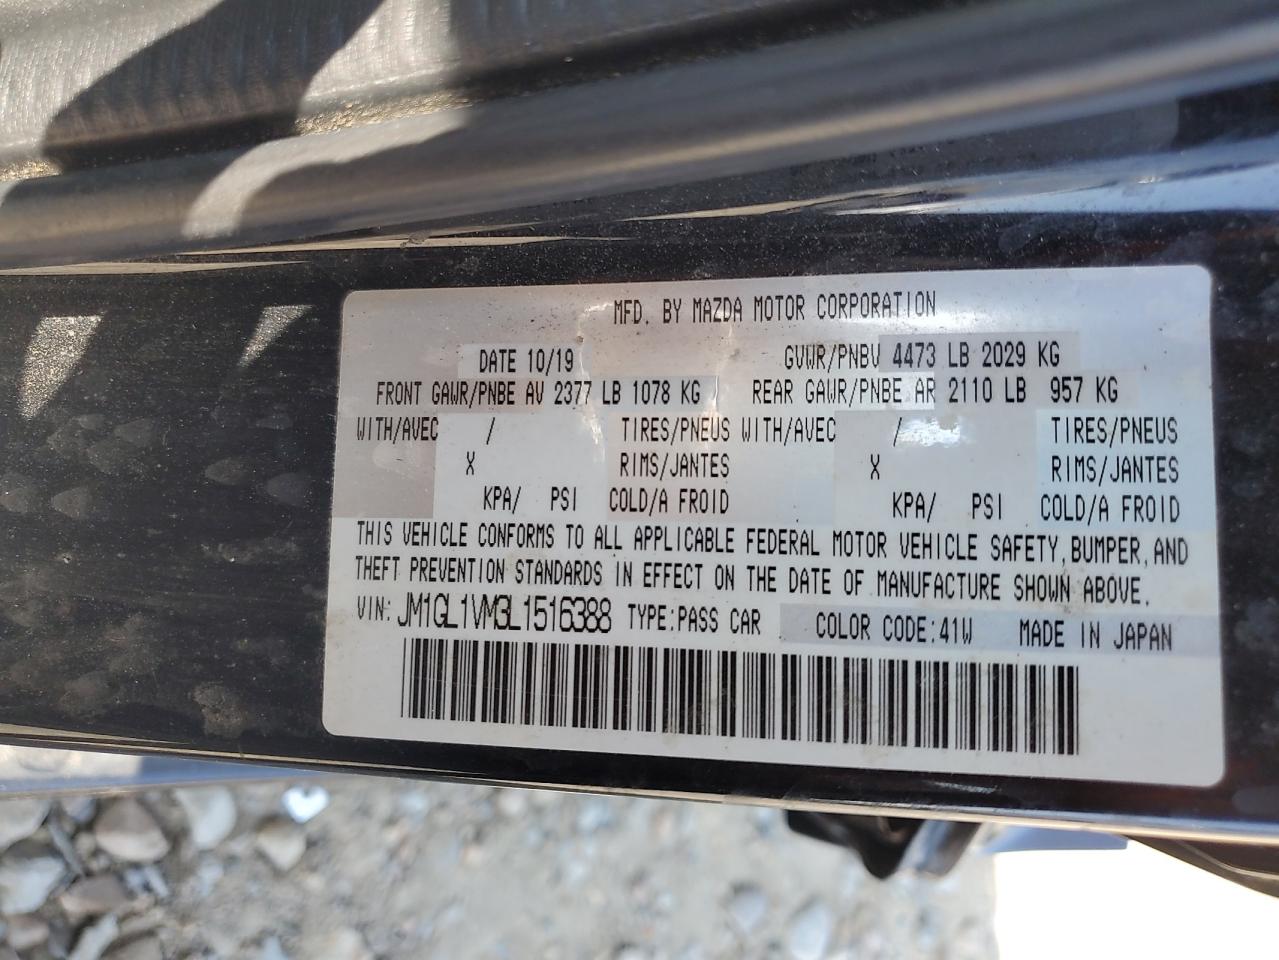 MFD. BY MAZDA MOTOR CORPORATION
DATE 10/19 GVWR/PNBV 4473 LB 2029 KG
FRONT GAWR/PNBE AV 2377 LB 1078 KG REAR GAWR/PNBE AR 2110 LB 957 KG
WITH/AVEC / TIRES/PNEUS WITH/AVEC / TIRES/PNEUS
X RIMS/JANTES X RIMS/JANTES
KPA/ PSI COLD/A FROID KPA/ PSI COLD/A FROID
THIS VEHICLE CONFORMS TO ALL APPLICABLE FEDERAL MOTOR VEHICLE SAFETY, BUMPER, AND
THEFT PREVENTION STANDARDS IN EFFECT ON THE DATE OF MANUFACTURE SHOWN ABOVE.
VIN: JM1GL1VM3L1516388 TYPE: PASS CAR COLOR CODE: 41W MADE IN JAPAN